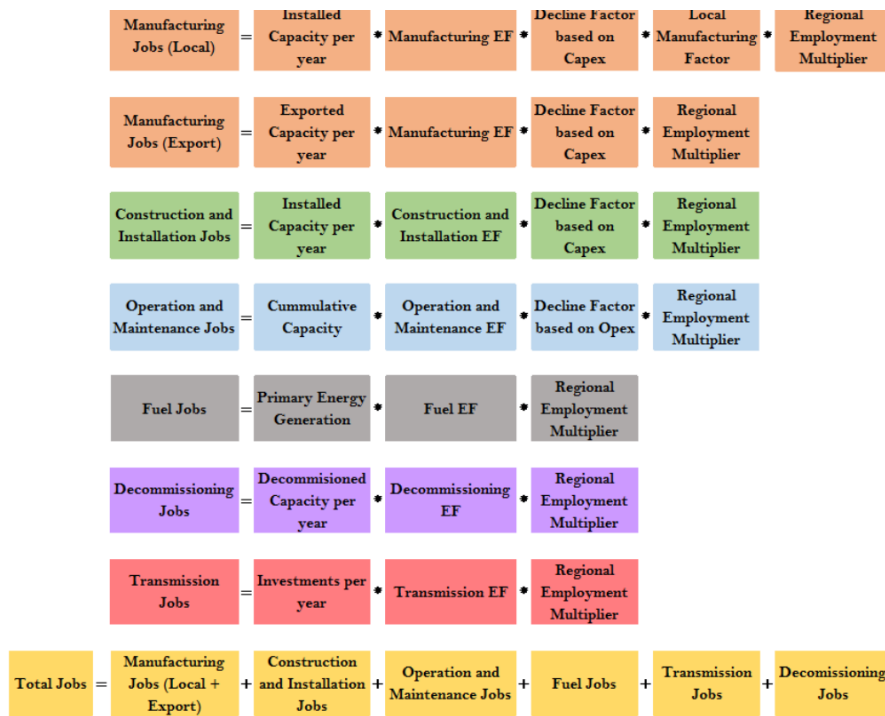 Manufacturing Jobs (Local) = Installed Capacity per year * Manufacturing EF * Decline Factor based on Capex * Local Manufacturing Factor * Regional Employment Multiplier
Manufacturing Jobs (Export) = Exported Capacity per year * Manufacturing EF * Decline Factor based on Capex * Regional Employment Multiplier
Construction and Installation Jobs = Installed Capacity per year * Construction and Installation EF * Decline Factor based on Capex * Regional Employment Multiplier
Operation and Maintenance Jobs = Cummulative Capacity * Operation and Maintenance EF * Decline Factor based on Opex * Regional Employment Multiplier
Fuel Jobs = Primary Energy Generation * Fuel EF * Regional Employment Multiplier
Decommissioning Jobs = Decommisioned Capacity per year * Decommissioning EF * Regional Employment Multiplier
Transmission Jobs = Investments per year * Transmission EF * Regional Employment Multiplier
Total Jobs = Manufacturing Jobs (Local + Export) + Construction and Installation Jobs + Operation and Maintenance Jobs + Fuel Jobs + Transmission Jobs + Decomissioning Jobs